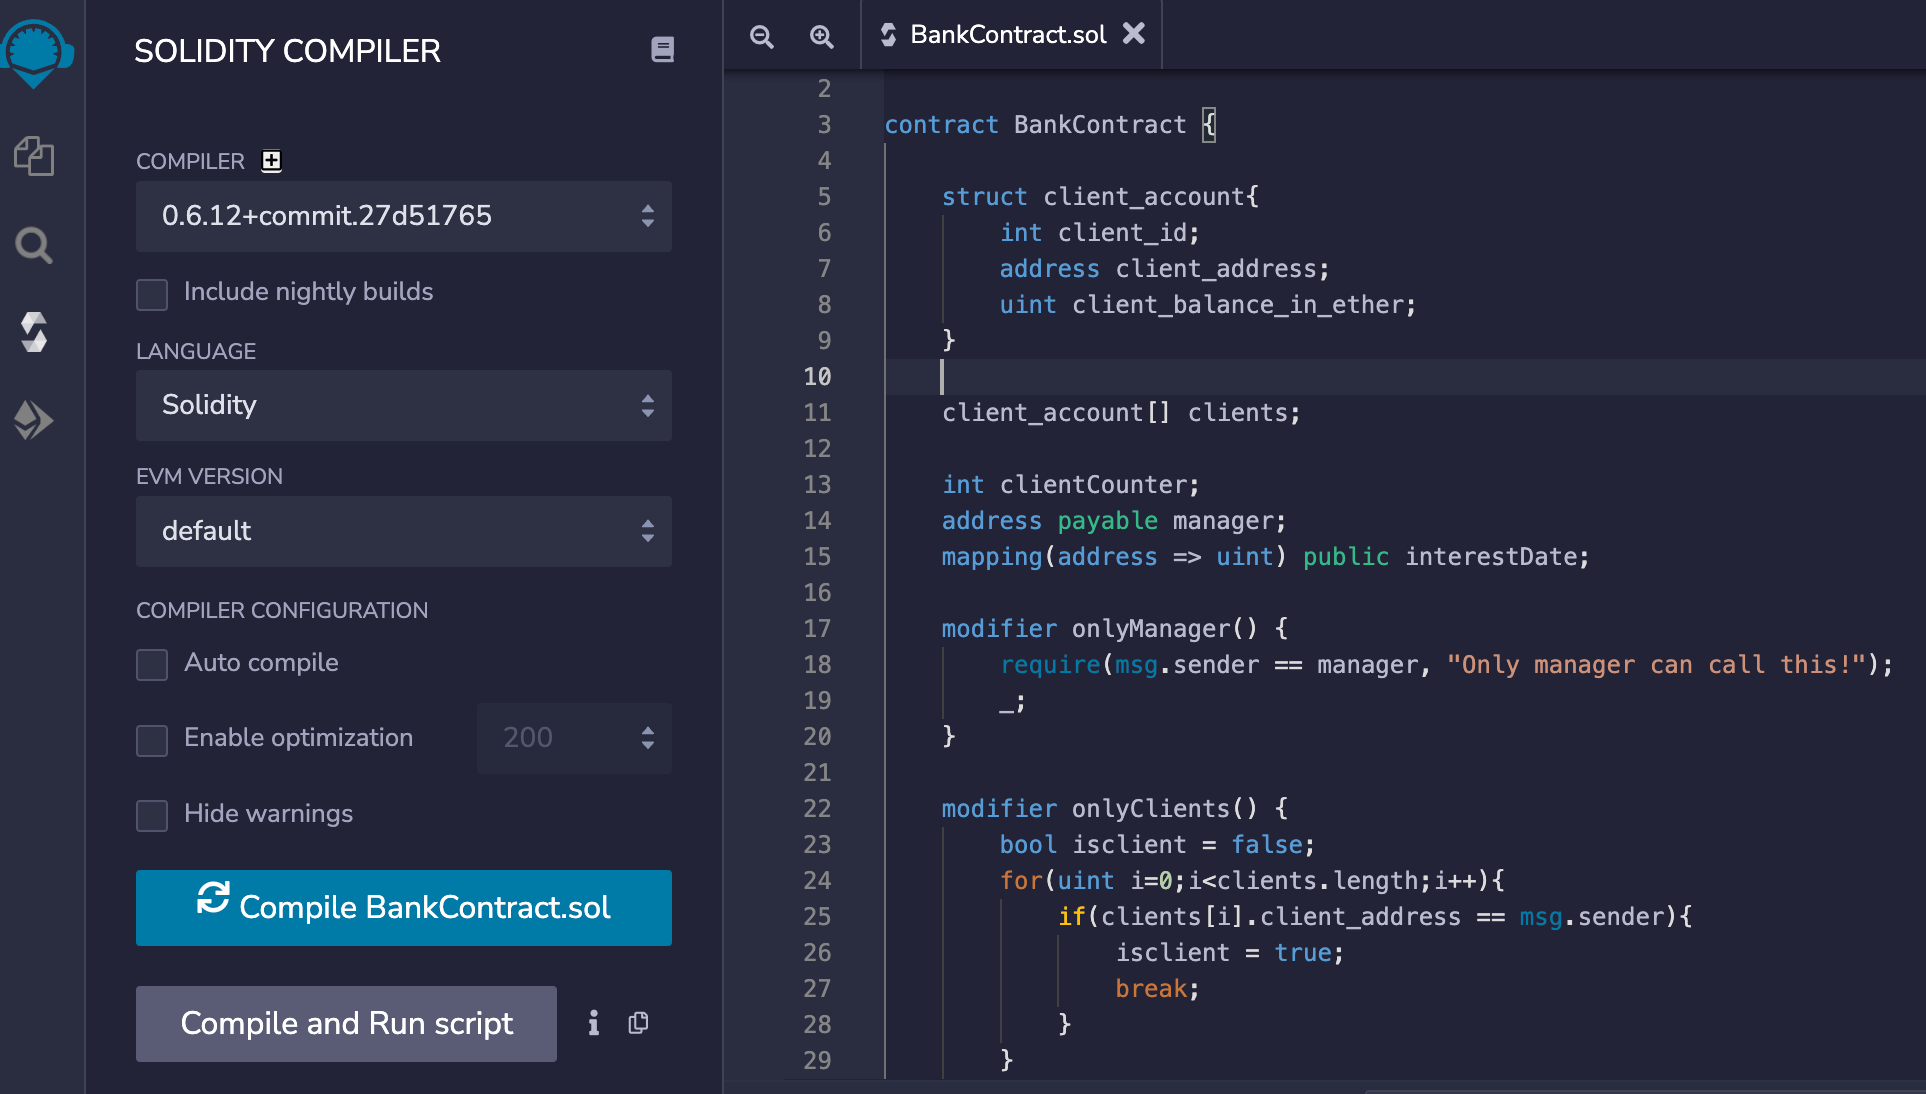 SOLIDITY COMPILER
COMPILER
0.6.12+commit.27d51765
Include nightly builds
LANGUAGE
Solidity
EVM VERSION
default
COMPILER CONFIGURATION
Auto compile
Enable optimization
200
Hide warnings
Compile BankContract.sol
Compile and Run script
BankContract.sol
2
3 contract BankContract {
4
5 struct client_account{
6 int client_id;
7 address client_address;
8 uint client_balance_in_ether;
9 }
10
11 client_account[] clients;
12
13 int clientCounter;
14 address payable manager;
15 mapping(address => uint) public interestDate;
16
17 modifier onlyManager() {
18 require(msg.sender == manager, "Only manager can call this!");
19 _;
20 }
21
22 modifier onlyClients() {
23 bool isclient = false;
24 for(uint i=0;i<clients.length;i++){
25 if(clients[i].client_address == msg.sender){
26 isclient = true;
27 break;
28 }
29 }